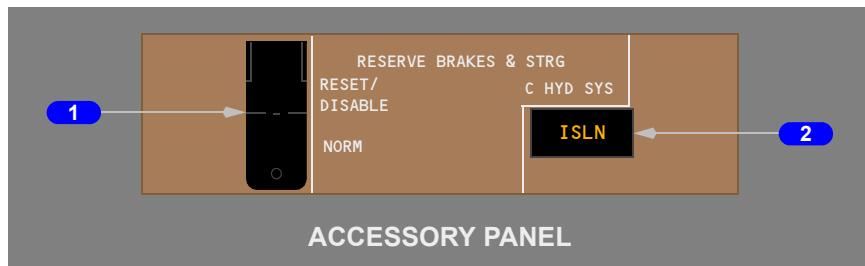 RESERVE BRAKES & STRG
RESET/
DISABLE
C HYD SYS
1
ISLN
2
NORM
ACCESSORY PANEL